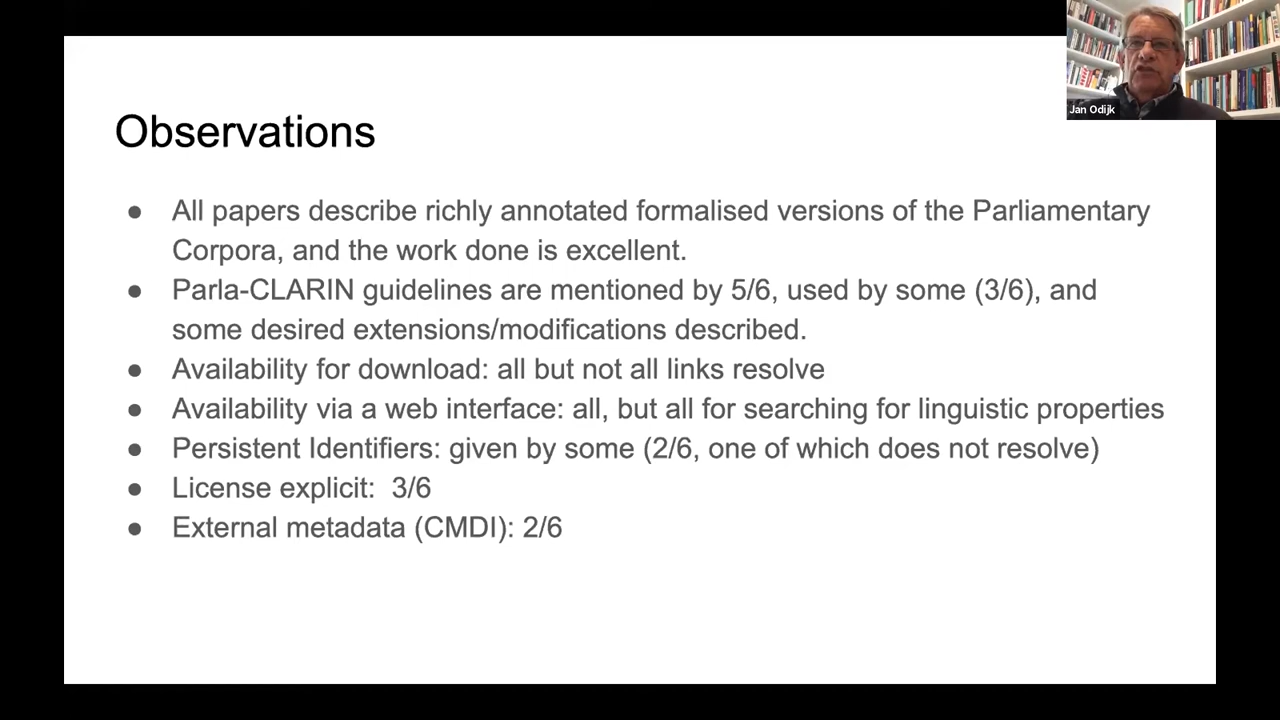 Jan Odijk
Observations
● All papers describe richly annotated formalised versions of the Parliamentary
Corpora, and the work done is excellent.
● Parla-CLARIN guidelines are mentioned by 5/6, used by some (3/6), and
some desired extensions/modifications described.
● Availability for download: all but not all links resolve
● Availability via a web interface: all, but all for searching for linguistic properties
● Persistent Identifiers: given by some (2/6, one of which does not resolve)
● License explicit:  3/6
● External metadata (CMDI): 2/6